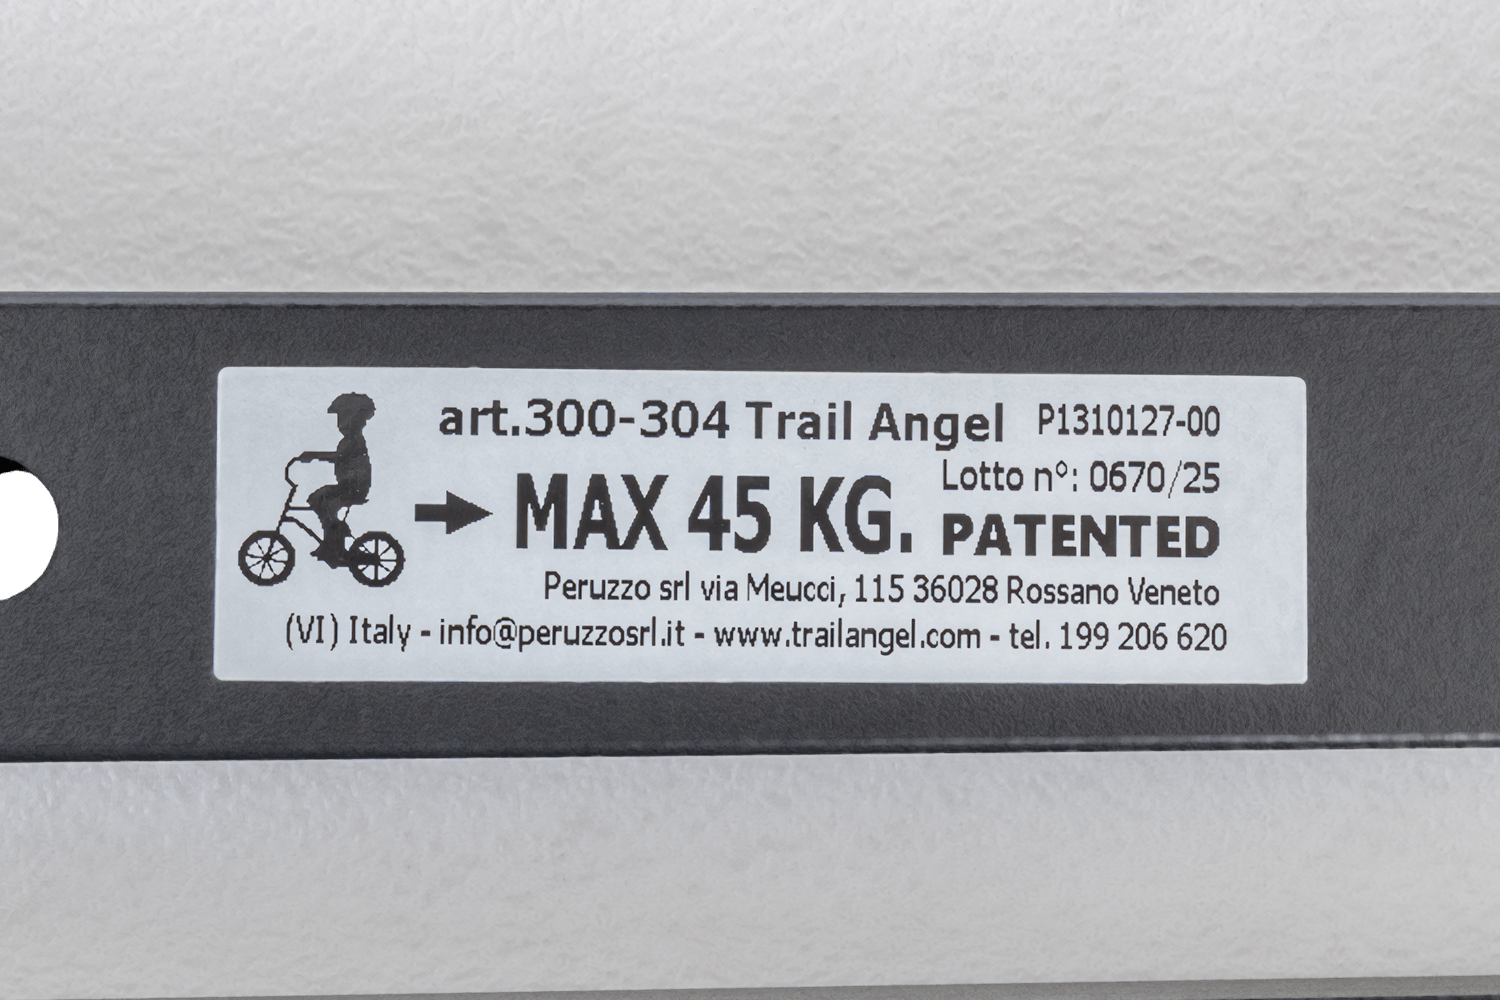 art.300-304 Trail Angel P1310127-00
Lotto nº: 0670/25
MAX 45 KG. PATENTED
Peruzzo srl via Meucci, 115 36028 Rossano Veneto
(VI) Italy - info@peruzzosrl.it - www.trailangel.com - tel. 199 206 620